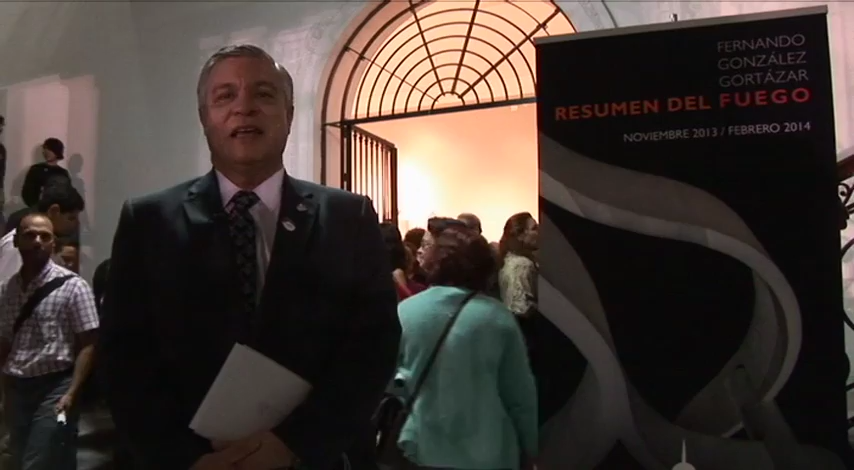 FERNANDO
GONZÁLEZ
GORTÁZAR
RESUMEN DEL FUEGO
NOVIEMBRE 2013 / FEBRERO 2014